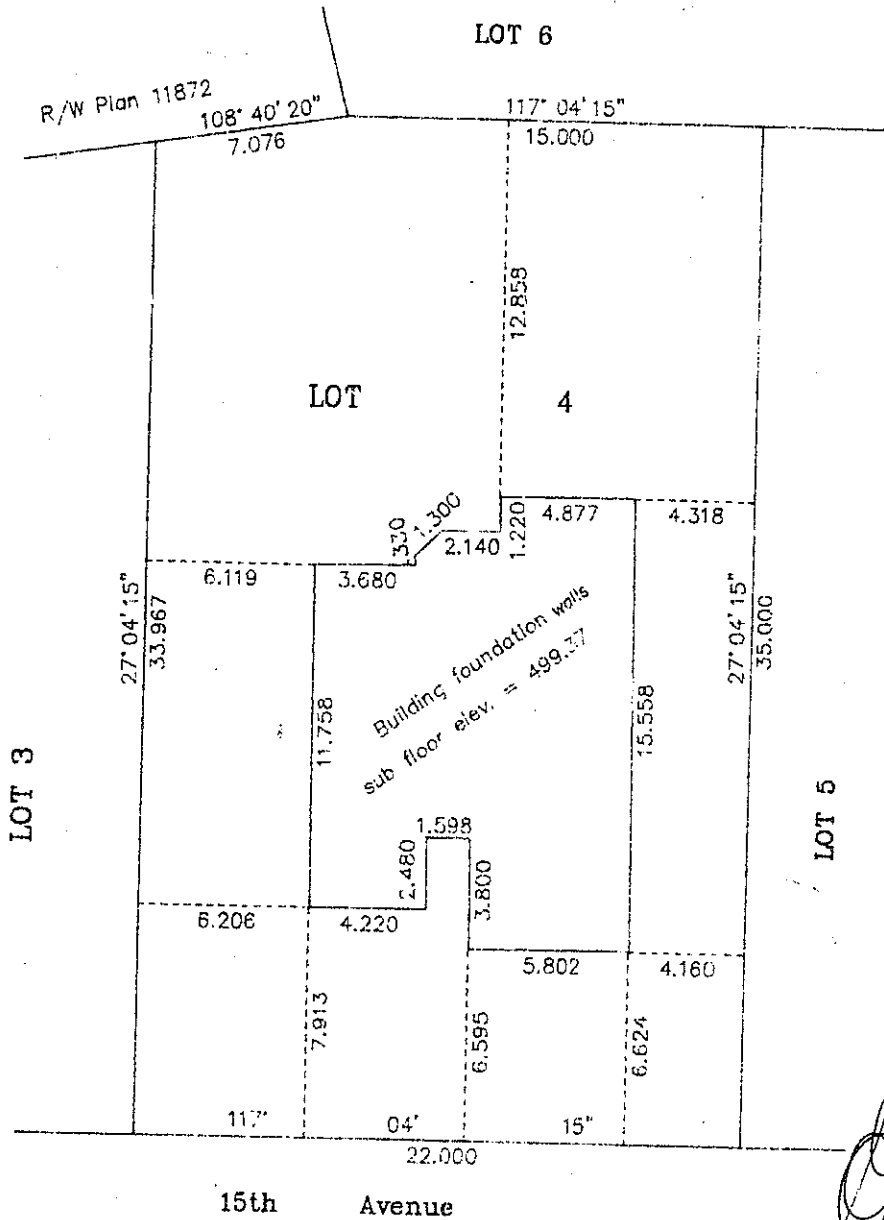 LOT 6
R/W Plan 11872
108° 40' 20"
7.076
117° 04' 15"
15.000
12.858
LOT 4
1.300
.330
2.140
1.220
4.877
4.318
6.119
3.680
27° 04' 15"
33.967
27° 04' 15"
35.000
Building foundation walls
sub floor elev. = 499.37
11.758
15.558
LOT 3
LOT 5
1.598
2.480
3.800
6.206
4.220
5.802
4.160
7.913
6.595
6.624
117° 04' 15"
22.000
15th Avenue